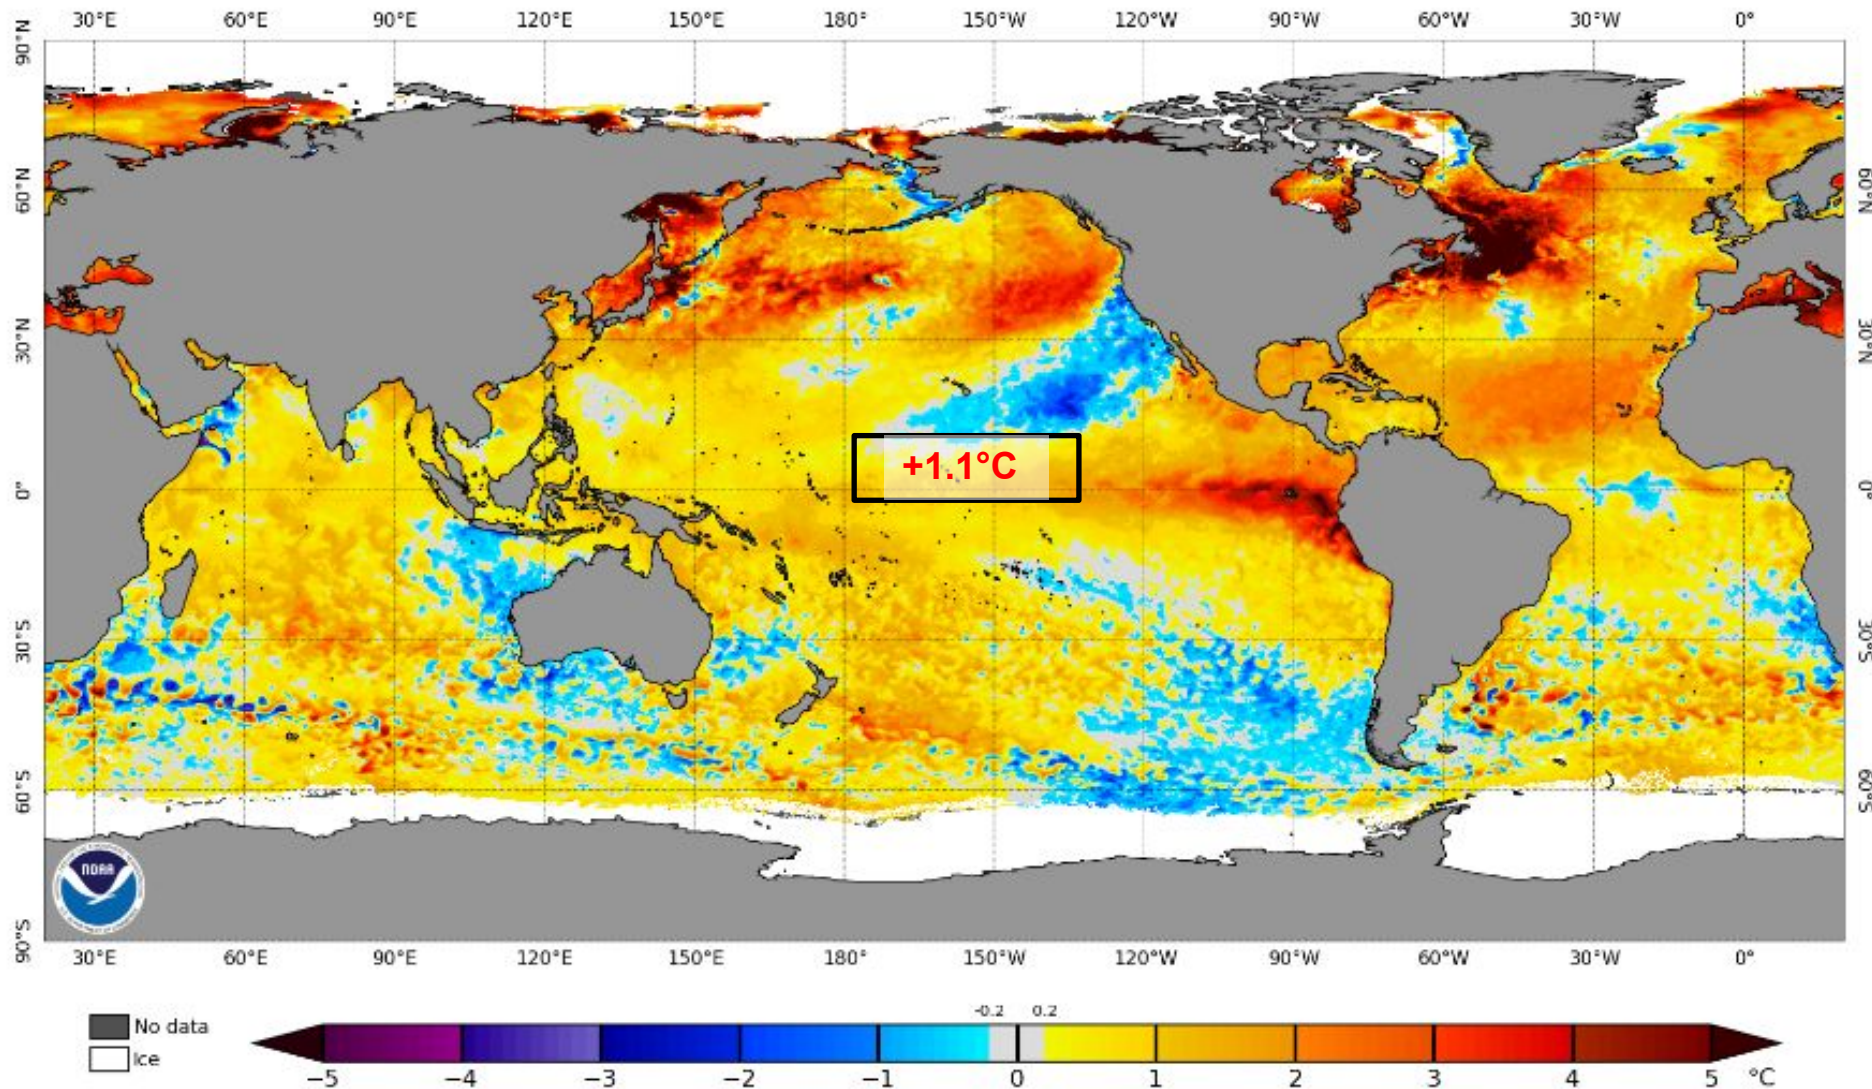 30°E 60°E 90°E 120°E 150°E 180° 150°W 120°W 90°W 60°W 30°W 0°
90°N
60°N 60°N
30°N 30°N
+1.1°C
0° 0°
30°S 30°S
60°S 60°S
NOAA
90°S
30°E 60°E 90°E 120°E 150°E 180° 150°W 120°W 90°W 60°W 30°W 0°
-0.2 0.2
No data
Ice
−5 −4 −3 −2 −1 0 1 2 3 4 5 °C